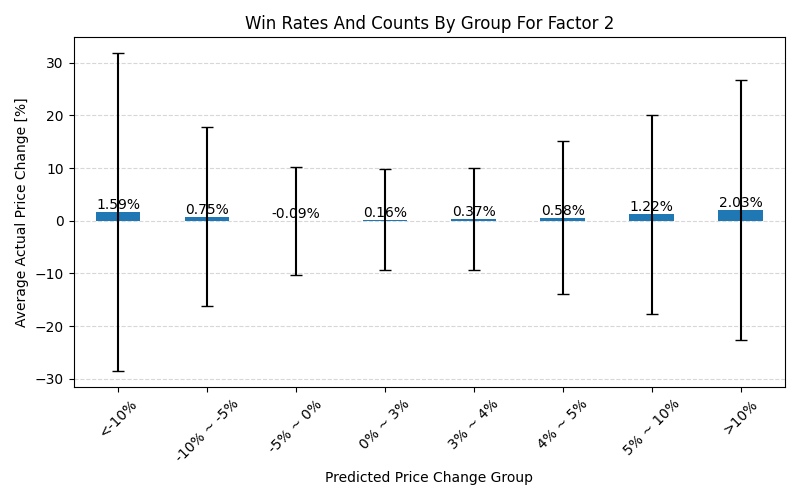 Win Rates And Counts By Group For Factor 2
Average Actual Price Change [%]
30
20
10
0
−10
−20
−30
1.59%
0.75%
-0.09%
0.16%
0.37%
0.58%
1.22%
2.03%
<-10%
-10% ~ -5%
-5% ~ 0%
0% ~ 3%
3% ~ 4%
4% ~ 5%
5% ~ 10%
>10%
Predicted Price Change Group